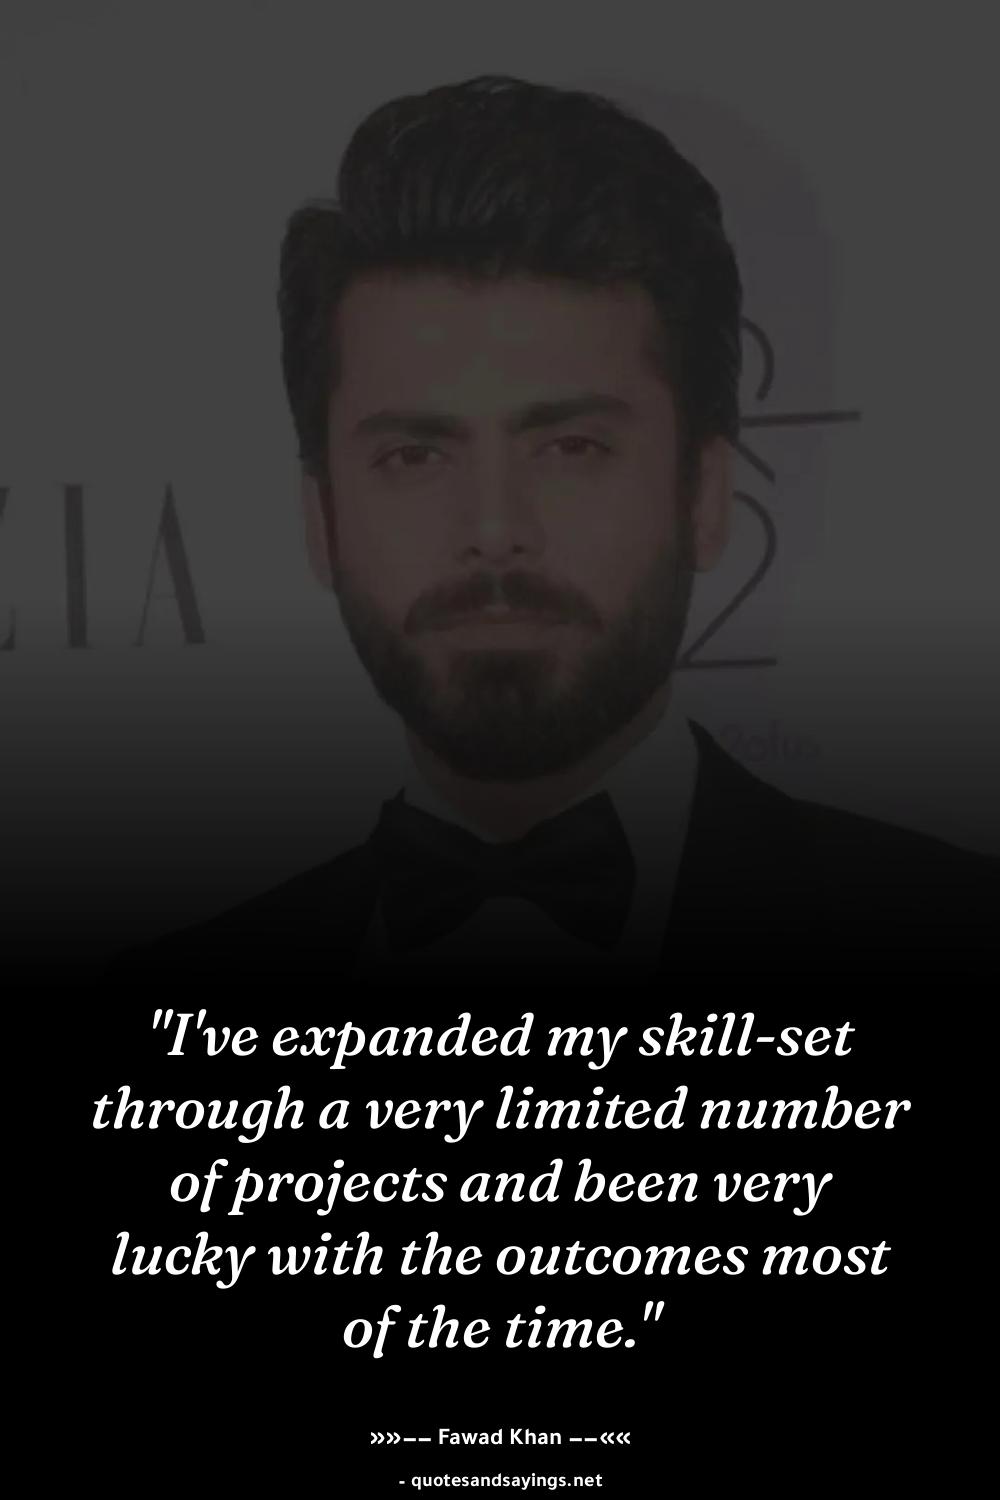 ZIA
"I've expanded my skill-set
through a very limited number
of projects and been very
lucky with the outcomes most
of the time."
»»−− Fawad Khan −−««
- quotesandsayings.net